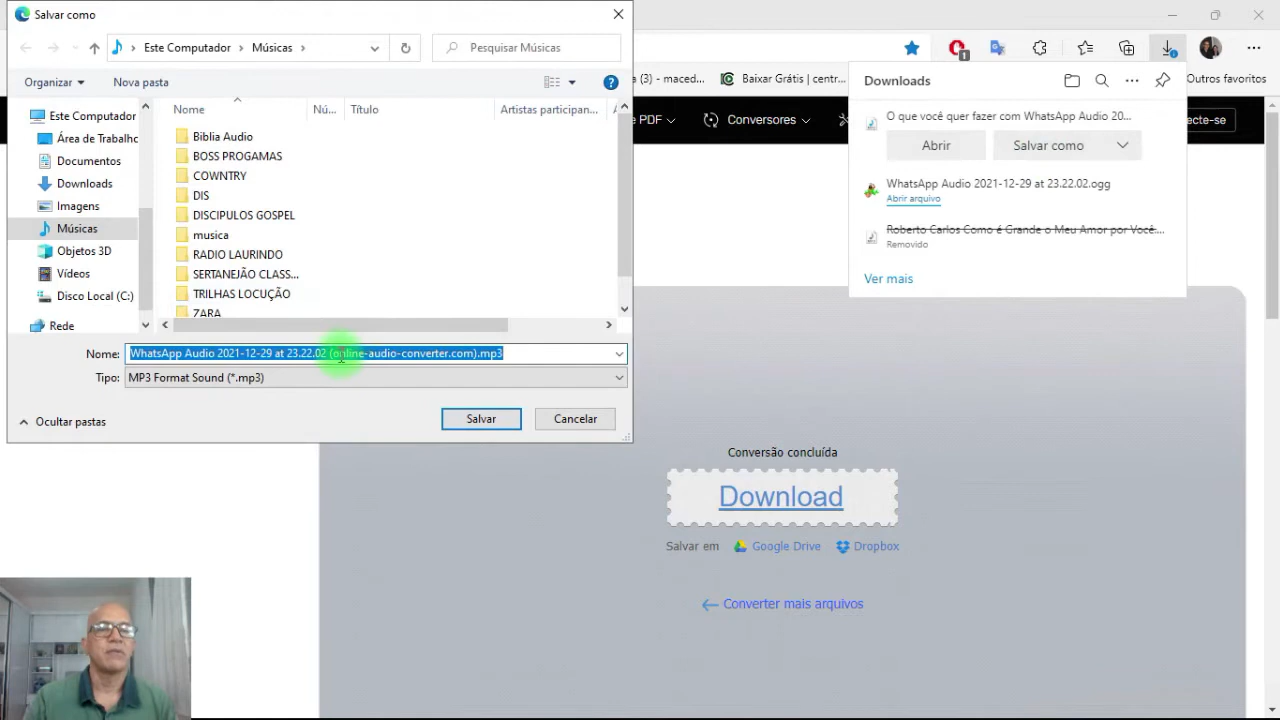 Salvar como
Este Computador > Músicas >
Pesquisar Músicas
Organizar
Nova pasta
Nome
Nú...
Título
Artistas participan...
Este Computador
Área de Trabalho
Documentos
Downloads
Imagens
Músicas
Objetos 3D
Vídeos
Disco Local (C:)
Rede
Biblia Audio
BOSS PROGAMAS
COWNTRY
DIS
DISCIPULOS GOSPEL
musica
RADIO LAURINDO
SERTANEJÃO CLASS...
TRILHAS LOCUÇÃO
ZARA
Nome:
WhatsApp Audio 2021-12-29 at 23.22.02 (online-audio-converter.com).mp3
Tipo:
MP3 Format Sound (*.mp3)
Ocultar pastas
Salvar
Cancelar
1
(3) - maced...
Baixar Grátis | centr...
Outros favoritos
PDF
Conversores
cte-se
Downloads
O que você quer fazer com WhatsApp Audio 20...
Abrir
Salvar como
WhatsApp Audio 2021-12-29 at 23.22.02.ogg
Abrir arquivo
Roberto Carlos Como é Grande o Meu Amor por Você....
Removido
Ver mais
Conversão concluída
Download
Salvar em
Google Drive
Dropbox
Converter mais arquivos